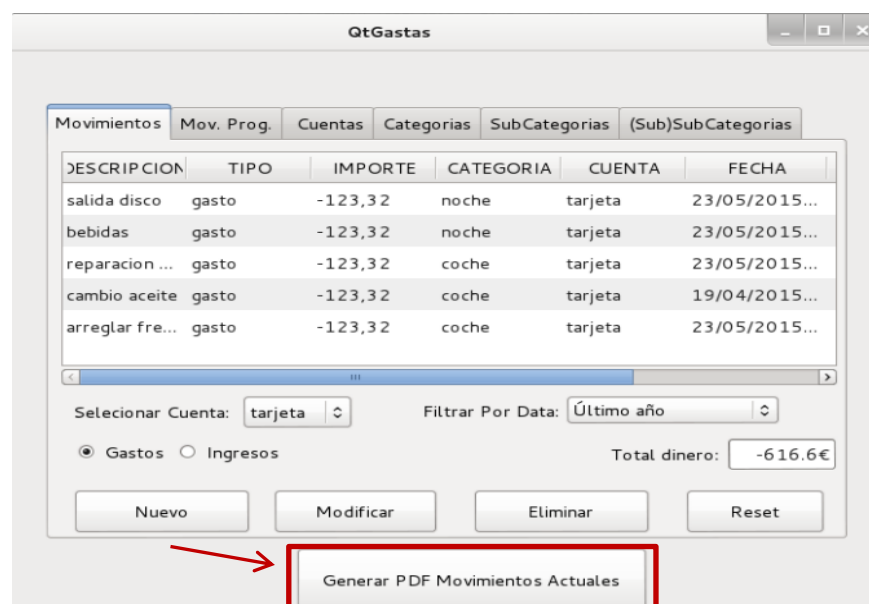 QtGastas
Movimientos Mov. Prog. Cuentas Categorias SubCategorias (Sub)SubCategorias
DESCRIPCION TIPO IMPORTE CATEGORIA CUENTA FECHA
salida disco gasto -123,32 noche tarjeta 23/05/2015...
bebidas gasto -123,32 noche tarjeta 23/05/2015...
reparacion ... gasto -123,32 coche tarjeta 23/05/2015...
cambio aceite gasto -123,32 coche tarjeta 19/04/2015...
arreglar fre... gasto -123,32 coche tarjeta 23/05/2015...
Selecionar Cuenta: tarjeta Filtrar Por Data: Último año
Gastos Ingresos Total dinero: -616.6€
Nuevo Modificar Eliminar Reset
Generar PDF Movimientos Actuales